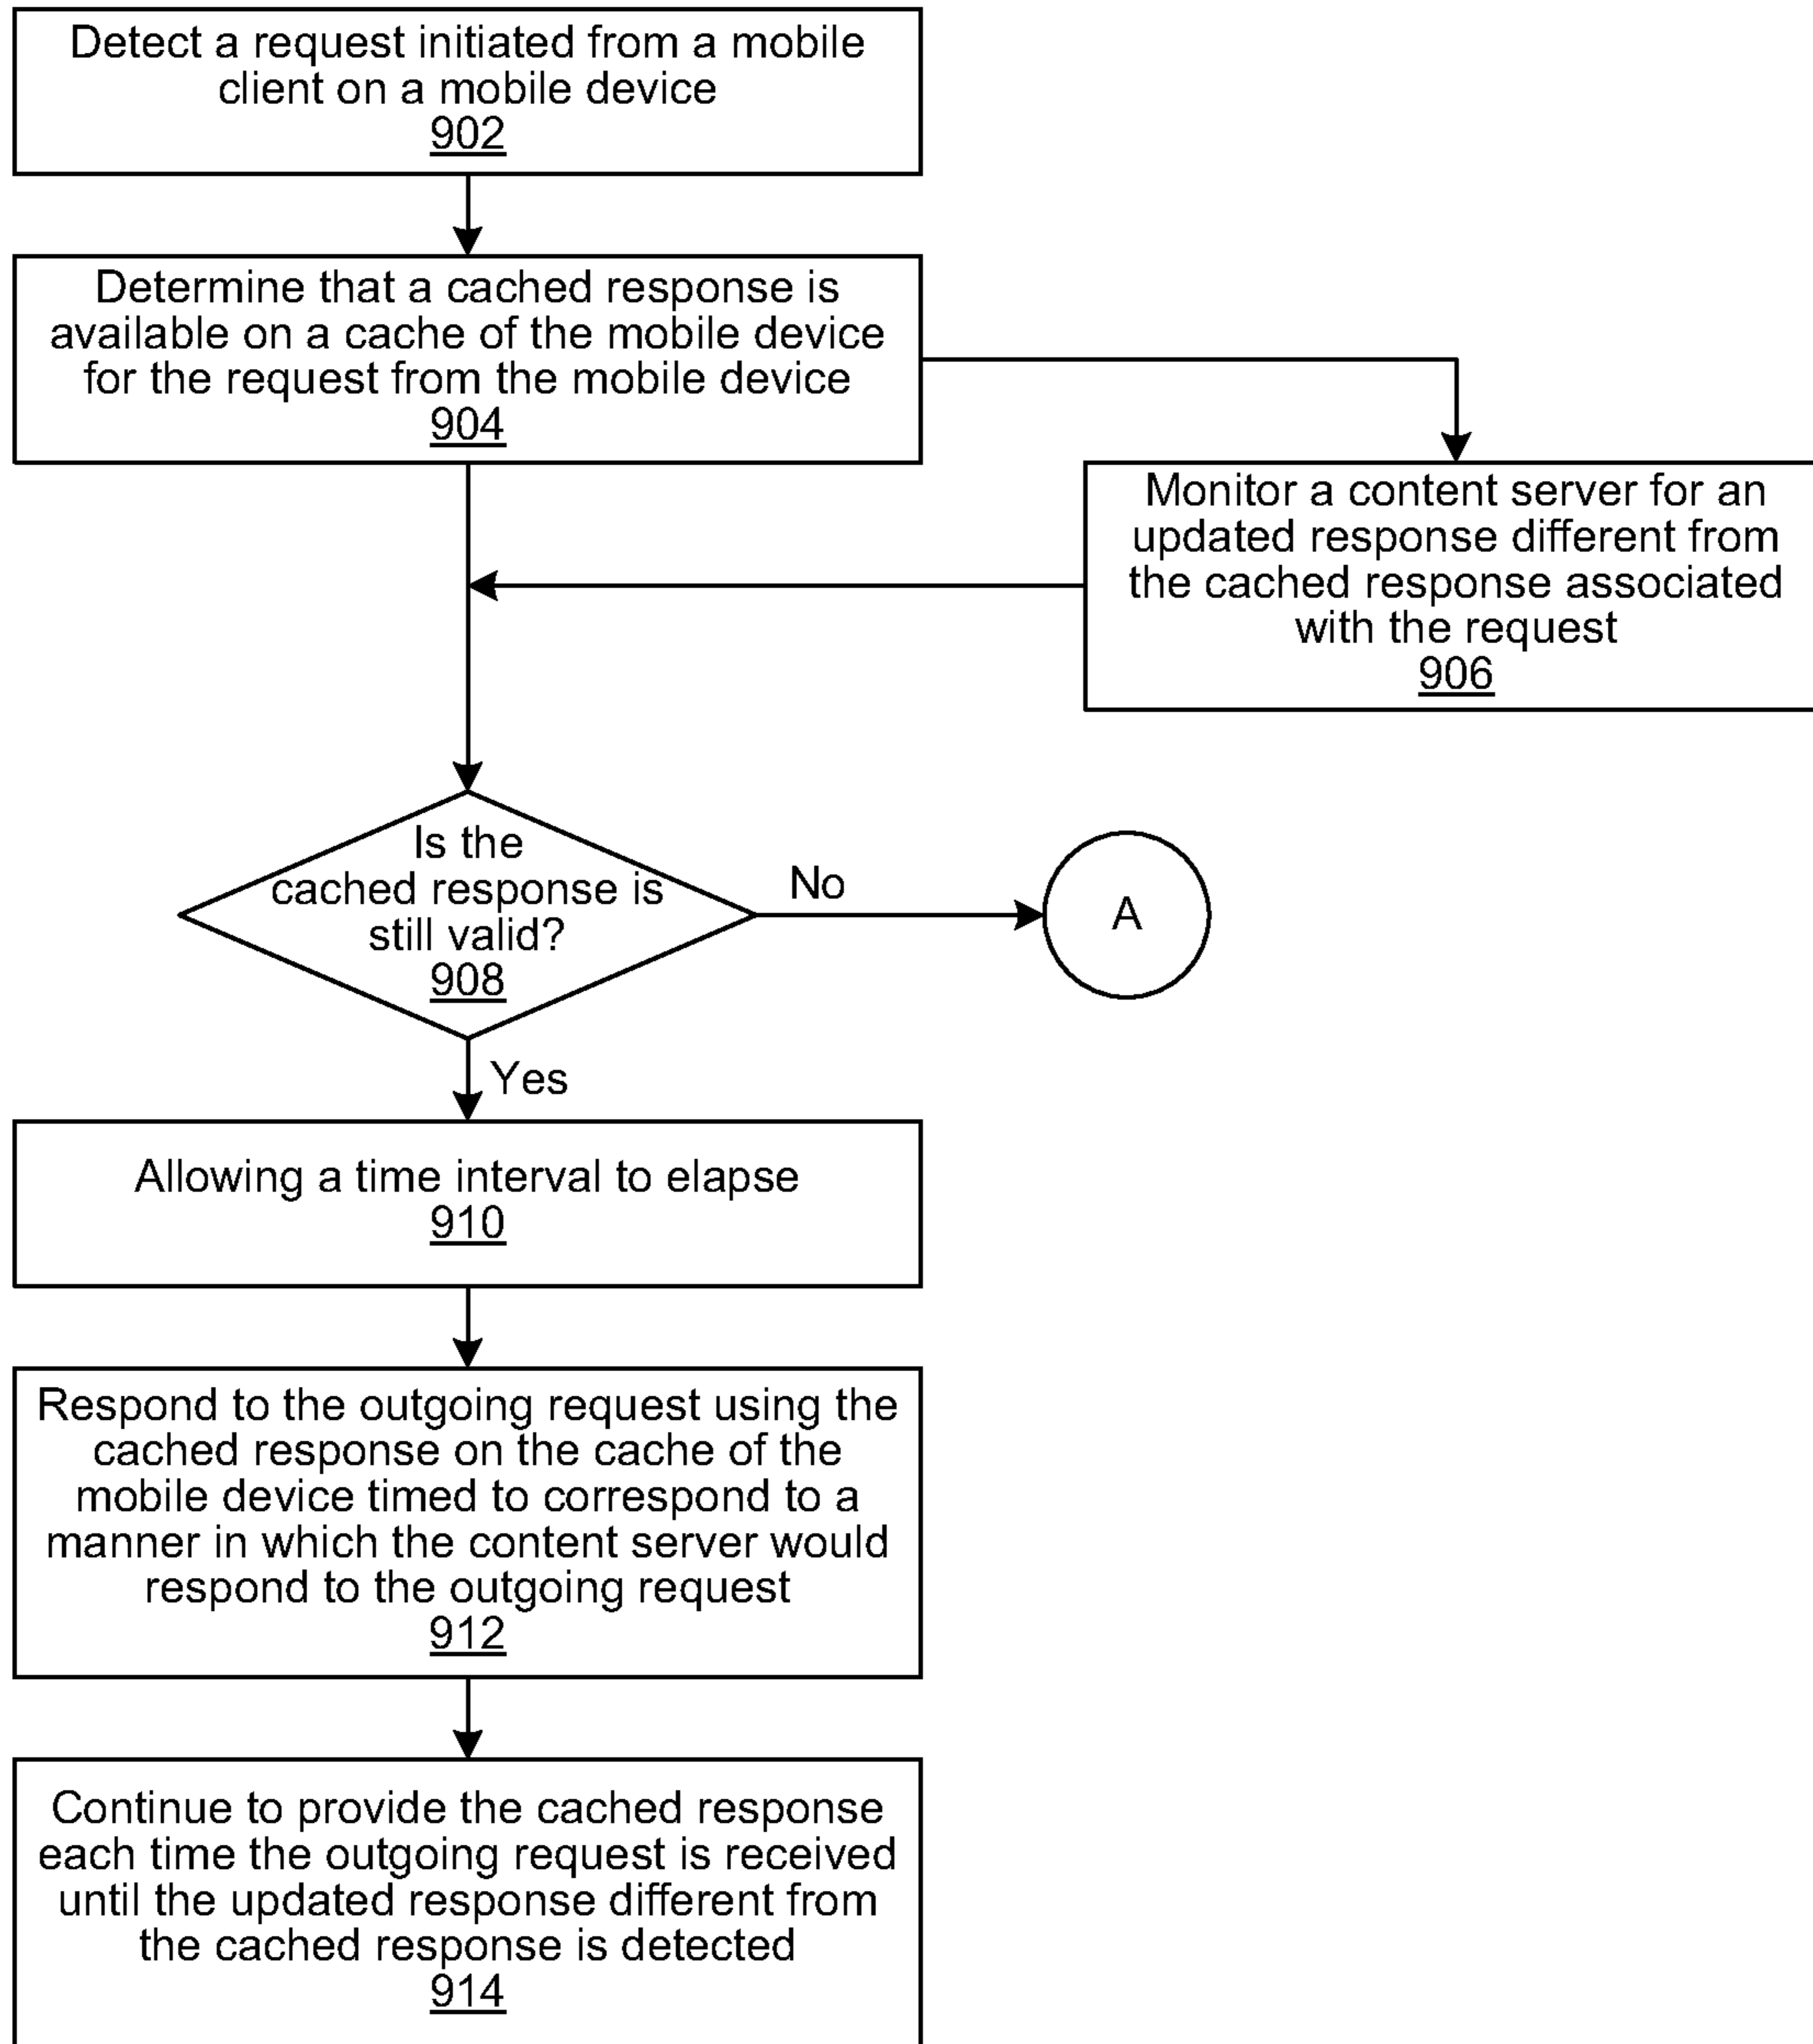 Detect a request initiated from a mobile
client on a mobile device
902
Determine that a cached response is
available on a cache of the mobile device
for the request from the mobile device
904
Monitor a content server for an
updated response different from
the cached response associated
with the request
906
Is the
cached response is
still valid?
908
No
A
Yes
Allowing a time interval to elapse
910
Respond to the outgoing request using the
cached response on the cache of the
mobile device timed to correspond to a
manner in which the content server would
respond to the outgoing request
912
Continue to provide the cached response
each time the outgoing request is received
until the updated response different from
the cached response is detected
914